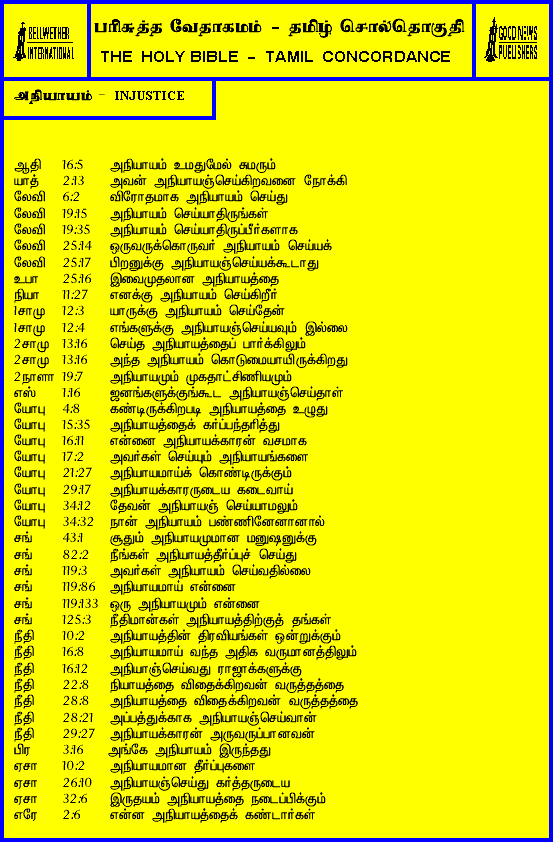 BELLWETHER
INTERNATIONAL
பரிசுத்த வேதாகமம் - தமிழ் சொல்தொகுதி
THE HOLY BIBLE - TAMIL CONCORDANCE
GOOD NEWS
PUBLISHERS
அநியாயம் - INJUSTICE
ஆதி 16:5 அநியாயம் உமதுமேல் சுமரும்
யாத் 2:13 அவன் அநியாயஞ்செய்கிறவனை நோக்கி
லேவி 6:2 விரோதமாக அநியாயம் செய்து
லேவி 19:15 அநியாயம் செய்யாதிருங்கள்
லேவி 19:35 அநியாயம் செய்யாதிருப்பீர்களாக
லேவி 25:14 ஒருவருக்கொருவர் அநியாயம் செய்யக்
லேவி 25:17 பிறனுக்கு அநியாயஞ்செய்யக்கூடாது
உபா 25:16 இவைமுதலான அநியாயத்தை
நியா 11:27 எனக்கு அநியாயம் செய்கிறீர்
1சாமு 12:3 யாருக்கு அநியாயம் செய்தேன்
1சாமு 12:4 எங்களுக்கு அநியாயஞ்செய்யவும் இல்லை
2சாமு 13:16 செய்த அநியாயத்தைப் பார்க்கிலும்
2சாமு 13:16 அந்த அநியாயம் கொடுமையாயிருக்கிறது
2நாளா 19:7 அநியாயமும் முகதாட்சிணியமும்
எஸ் 1:16 ஜனங்களுக்குங்கூட அநியாயஞ்செய்தாள்
யோபு 4:8 கண்டிருக்கிறபடி அநியாயத்தை உழுது
யோபு 15:35 அநியாயத்தைக் கர்ப்பந்தரித்து
யோபு 16:11 என்னை அநியாயக்காரன் வசமாக
யோபு 17:2 அவர்கள் செய்யும் அநியாயங்களை
யோபு 21:27 அநியாயமாய்க் கொண்டிருக்கும்
யோபு 29:17 அநியாயக்காரருடைய கடைவாய்
யோபு 34:12 தேவன் அநியாயஞ் செய்யாமலும்
யோபு 34:32 நான் அநியாயம் பண்ணினேனானால்
சங் 43:1 சூதும் அநியாயமுமான மனுஷனுக்கு
சங் 82:2 நீங்கள் அநியாயத்தீர்ப்புச் செய்து
சங் 119:3 அவர்கள் அநியாயம் செய்வதில்லை
சங் 119:86 அநியாயமாய் என்னை
சங் 119:133 ஒரு அநியாயமும் என்னை
சங் 125:3 நீதிமான்கள் அநியாயத்திற்குத் தங்கள்
நீதி 10:2 அநியாயத்தின் திரவியங்கள் ஒன்றுக்கும்
நீதி 16:8 அநியாயமாய் வந்த அதிக வருமானத்திலும்
நீதி 16:12 அநியாஞ்செய்வது ராஜாக்களுக்கு
நீதி 22:8 நியாயத்தை விதைக்கிறவன் வருத்தத்தை
நீதி 28:8 அநியாயத்தை விதைக்கிறவன் வருத்தத்தை
நீதி 28:21 அப்பத்துக்காக அநியாயஞ்செய்வான்
நீதி 29:27 அநியாயக்காரன் அருவருப்பானவன்
பிர 3:16 அங்கே அநியாயம் இருந்தது
ஏசா 10:2 அநியாயமான தீர்ப்புகளை
ஏசா 26:10 அநியாயஞ்செய்து கர்த்தருடைய
ஏசா 32:6 இருதயம் அநியாயத்தை நடைப்பிக்கும்
எரே 2:6 என்ன அநியாயத்தைக் கண்டார்கள்